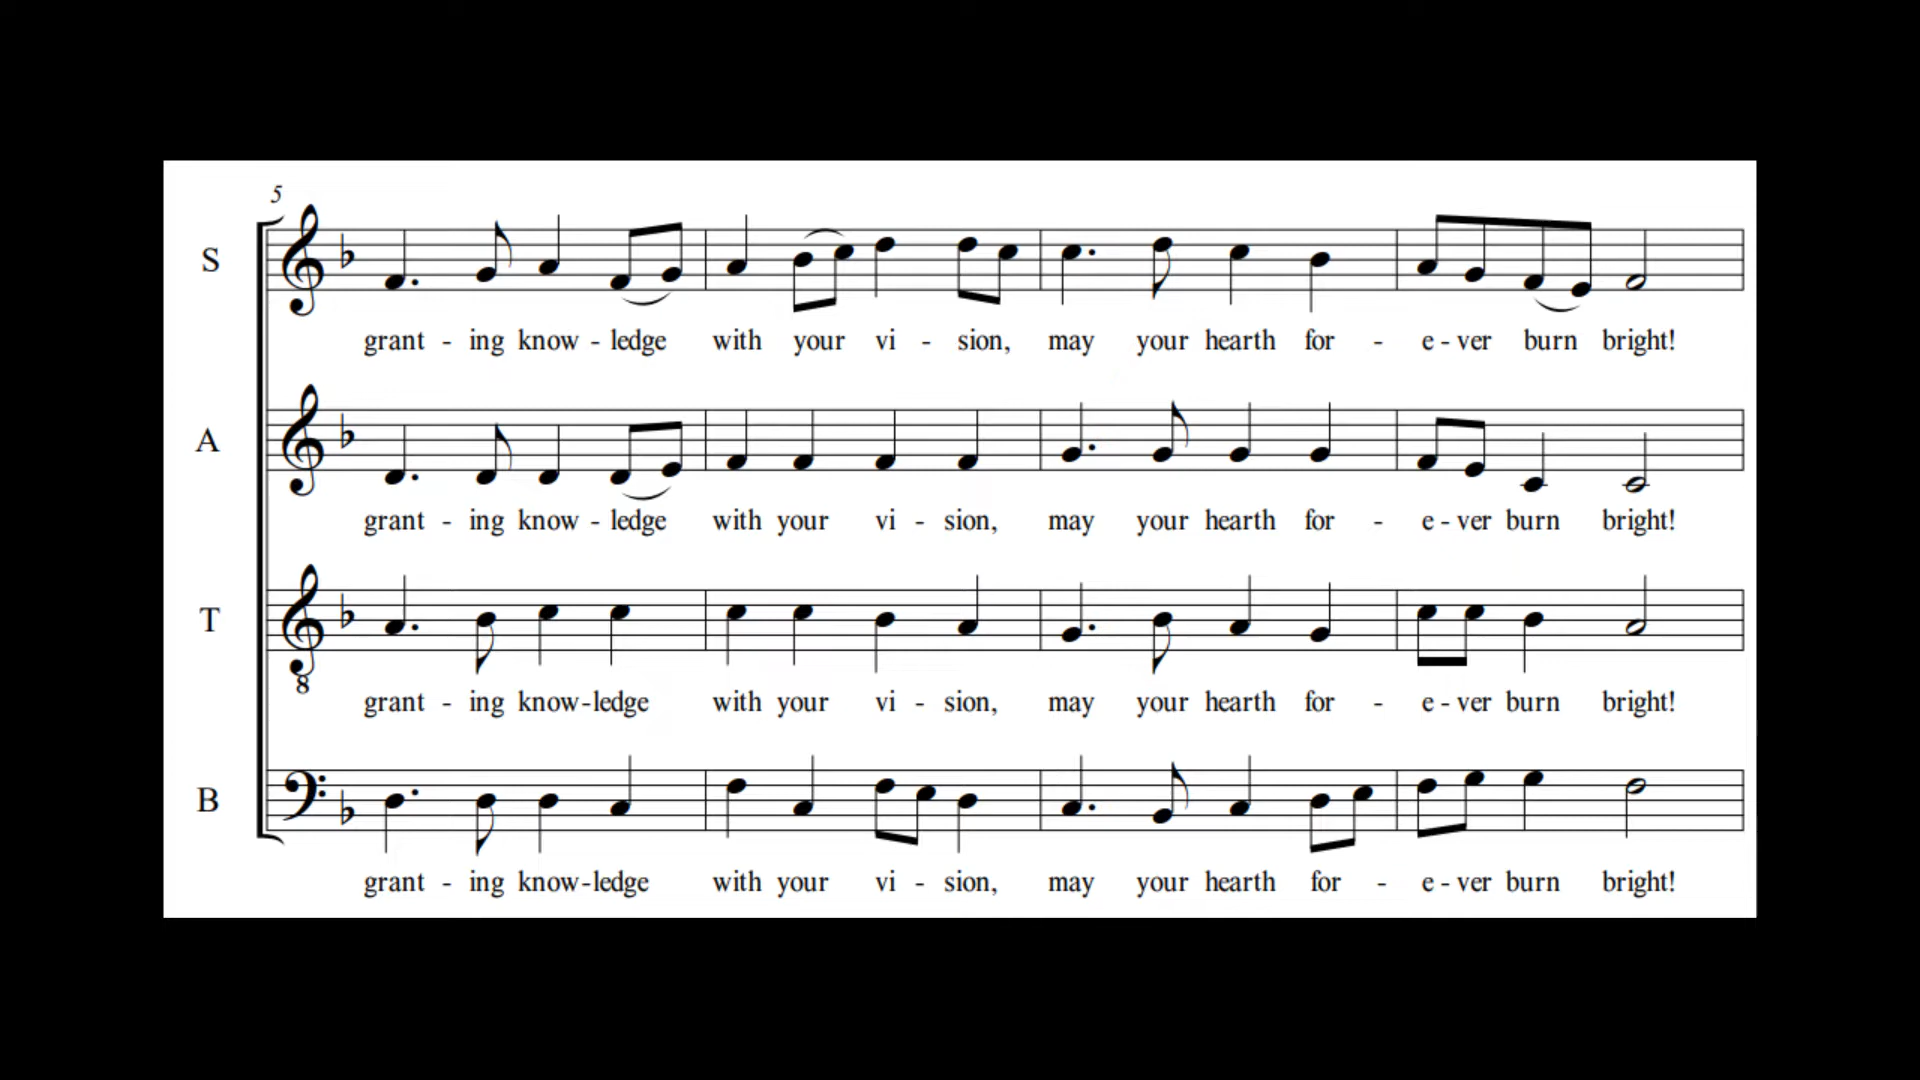 5
S
grant - ing know - ledge with your vi - sion, may your hearth for - e - ver burn bright!
A
grant - ing know - ledge with your vi - sion, may your hearth for - e - ver burn bright!
T
8
grant - ing know - ledge with your vi - sion, may your hearth for - e - ver burn bright!
B
grant - ing know - ledge with your vi - sion, may your hearth for - e - ver burn bright!